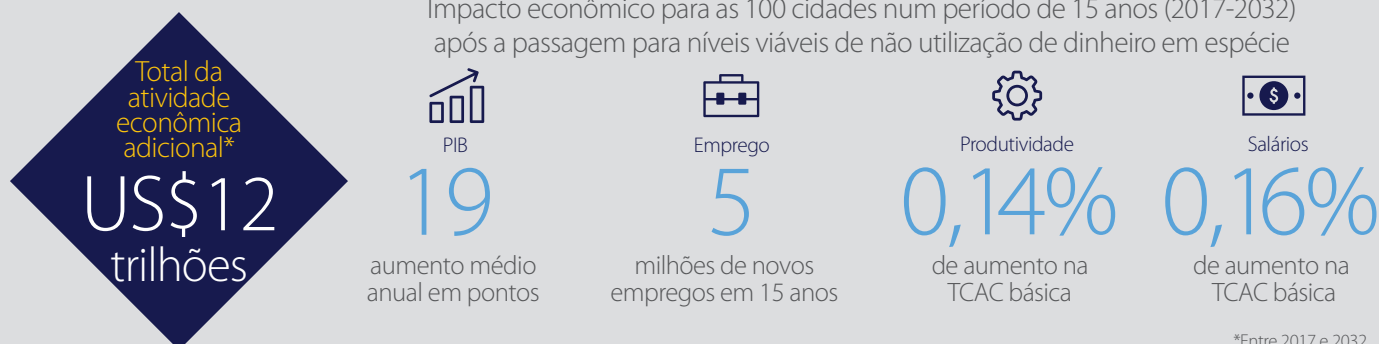 Impacto econômico para as 100 cidades num período de 15 anos (2017-2032)
após a passagem para níveis viáveis de não utilização de dinheiro em espécie
Total da
atividade
econômica
adicional*
US$12
trilhões
PIB
19
aumento médio
anual em pontos
Emprego
5
milhões de novos
empregos em 15 anos
Produtividade
0,14%
de aumento na
TCAC básica
$
Salários
0,16%
de aumento na
TCAC básica
*Entre 2017 e 2032